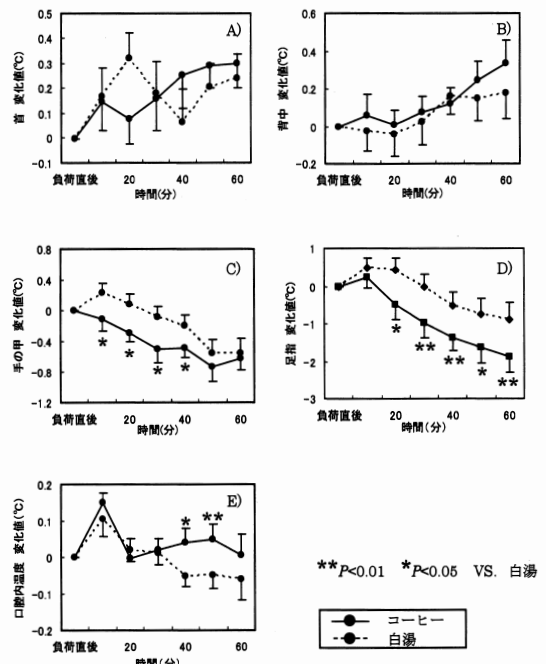 首 変化値(℃)
A)
0.5
0.4
0.3
0.2
0.1
0
-0.1
負荷直後 20 40 60
時間(分)
背中 変化値(℃)
B)
0.6
0.4
0.2
0
-0.2
負荷直後 20 40 60
時間(分)
手の甲 変化値(℃)
C)
0.8
0.4
0
-0.4
-0.8
-1.2
* * * *
負荷直後 20 40 60
時間(分)
足指 変化値(℃)
D)
1
0
-1
-2
-3
* ** ** * **
負荷直後 20 40 60
時間(分)
口腔内温度 変化値(℃)
E)
0.2
0.1
0
-0.1
-0.2
* **
負荷直後 20 40 60
時間(分)
**P<0.01 *P<0.05 VS. 白湯
コーヒー
白湯